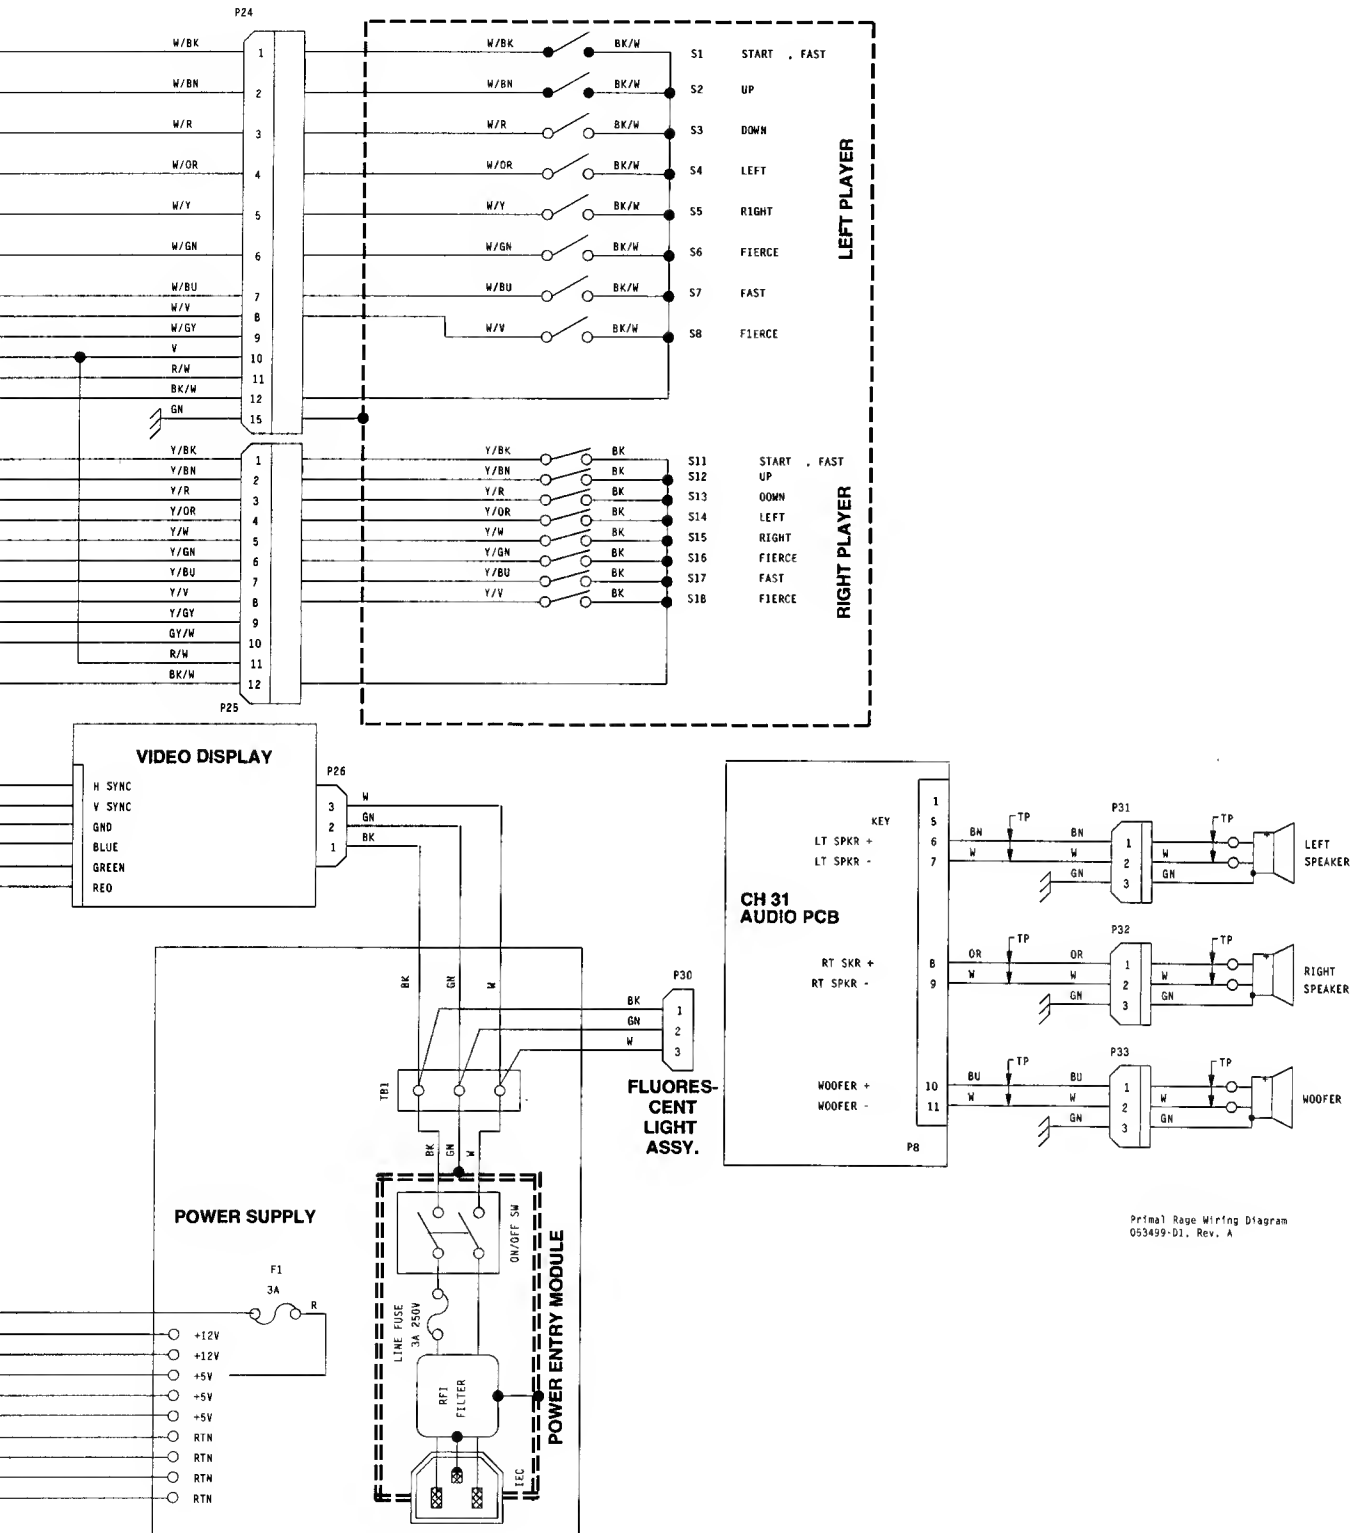 P24
W/BK 1 W/BK BK/W S1 START , FAST
W/BN 2 W/BN BK/W S2 UP
W/R 3 W/R BK/W S3 DOWN
W/OR 4 W/OR BK/W S4 LEFT
W/Y 5 W/Y BK/W S5 RIGHT
W/GN 6 W/GN BK/W S6 FIERCE
W/BU 7 W/BU BK/W S7 FAST
W/V 8
W/GY 9 W/V BK/W S8 FIERCE
V 10
R/W 11
BK/W 12
GN 15
LEFT PLAYER
Y/BK 1 Y/BK BK S11 START , FAST
Y/BN 2 Y/BN BK S12 UP
Y/R 3 Y/R BK S13 DOWN
Y/OR 4 Y/OR BK S14 LEFT
Y/W 5 Y/W BK S15 RIGHT
Y/GN 6 Y/GN BK S16 FIERCE
Y/BU 7 Y/BU BK S17 FAST
Y/V 8 Y/V BK S18 FIERCE
Y/GY 9
GY/W 10
R/W 11
BK/W 12
RIGHT PLAYER
P25
VIDEO DISPLAY
P26
H SYNC
V SYNC
GND
BLUE
GREEN
RED
3 W
2 GN
1 BK
BK GN W
P30
BK 1
GN 2
W 3
FLUORES-
CENT
LIGHT
ASSY.
TB1
BK GN W
POWER SUPPLY
F1
3A
R
+12V
+12V
+5V
+5V
+5V
RTN
RTN
RTN
RTN
ON/OFF SW
LINE FUSE
3A 250V
RFI
FILTER
IEC
POWER ENTRY MODULE
CH 31
AUDIO PCB
1
KEY 5
LT SPKR + 6 BN TP BN
LT SPKR - 7 W W
GN
P31
1
2 W
3 GN
TP
+
LEFT
SPEAKER
RT SKR + 8 OR TP OR
RT SPKR - 9 W W
GN
P32
1
2 W
3 GN
TP
+
RIGHT
SPEAKER
WOOFER + 10 BU TP BU
WOOFER - 11 W W
GN
P33
1
2 W
3 GN
TP
+
WOOFER
P8
Primal Rage Wiring Diagram
053499-01. Rev. A